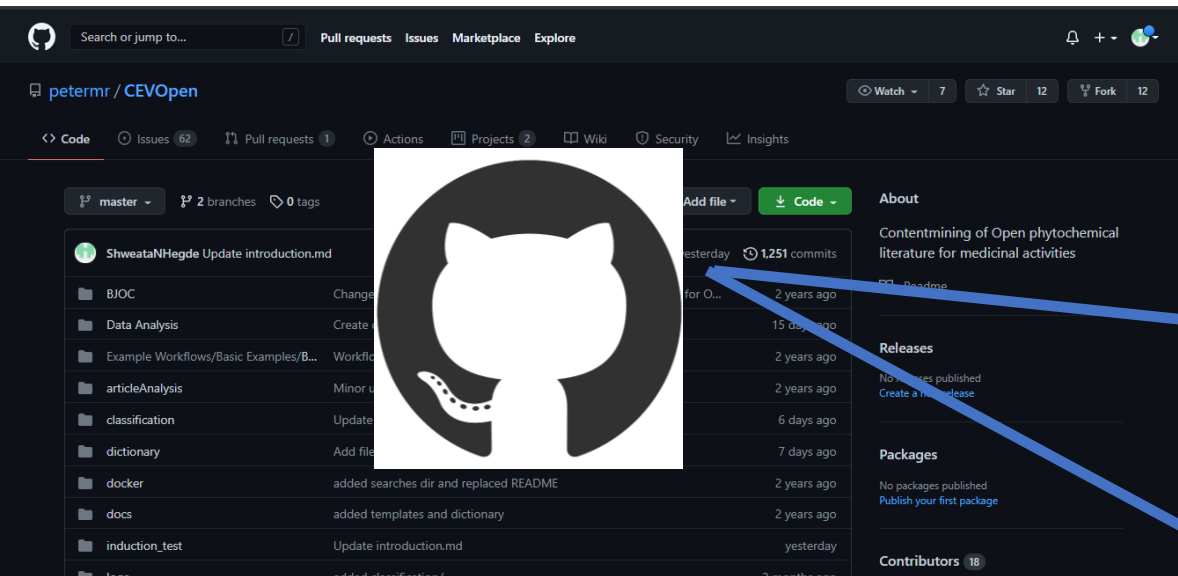 Search or jump to... / Pull requests Issues Marketplace Explore
petermr / CEVOpen Watch 7 Star 12 Fork 12
Code Issues 62 Pull requests 1 Actions Projects 2 Wiki Security Insights
master 2 branches 0 tags Add file Code
About
Contentmining of Open phytochemical
literature for medicinal activities
Readme
ShweataNHegde Update introduction.md yesterday 1,251 commits
BJOC Change for O... 2 years ago
Data Analysis Create 15 days ago
Example Workflows/Basic Examples/B... Workflo 2 years ago
articleAnalysis Minor u 2 years ago
classification Update 6 days ago
dictionary Add file 7 days ago
docker added searches dir and replaced README 2 years ago
docs added templates and dictionary 2 years ago
induction_test Update introduction.md yesterday
Releases
No releases published
Create a new release
Packages
No packages published
Publish your first package
Contributors 18